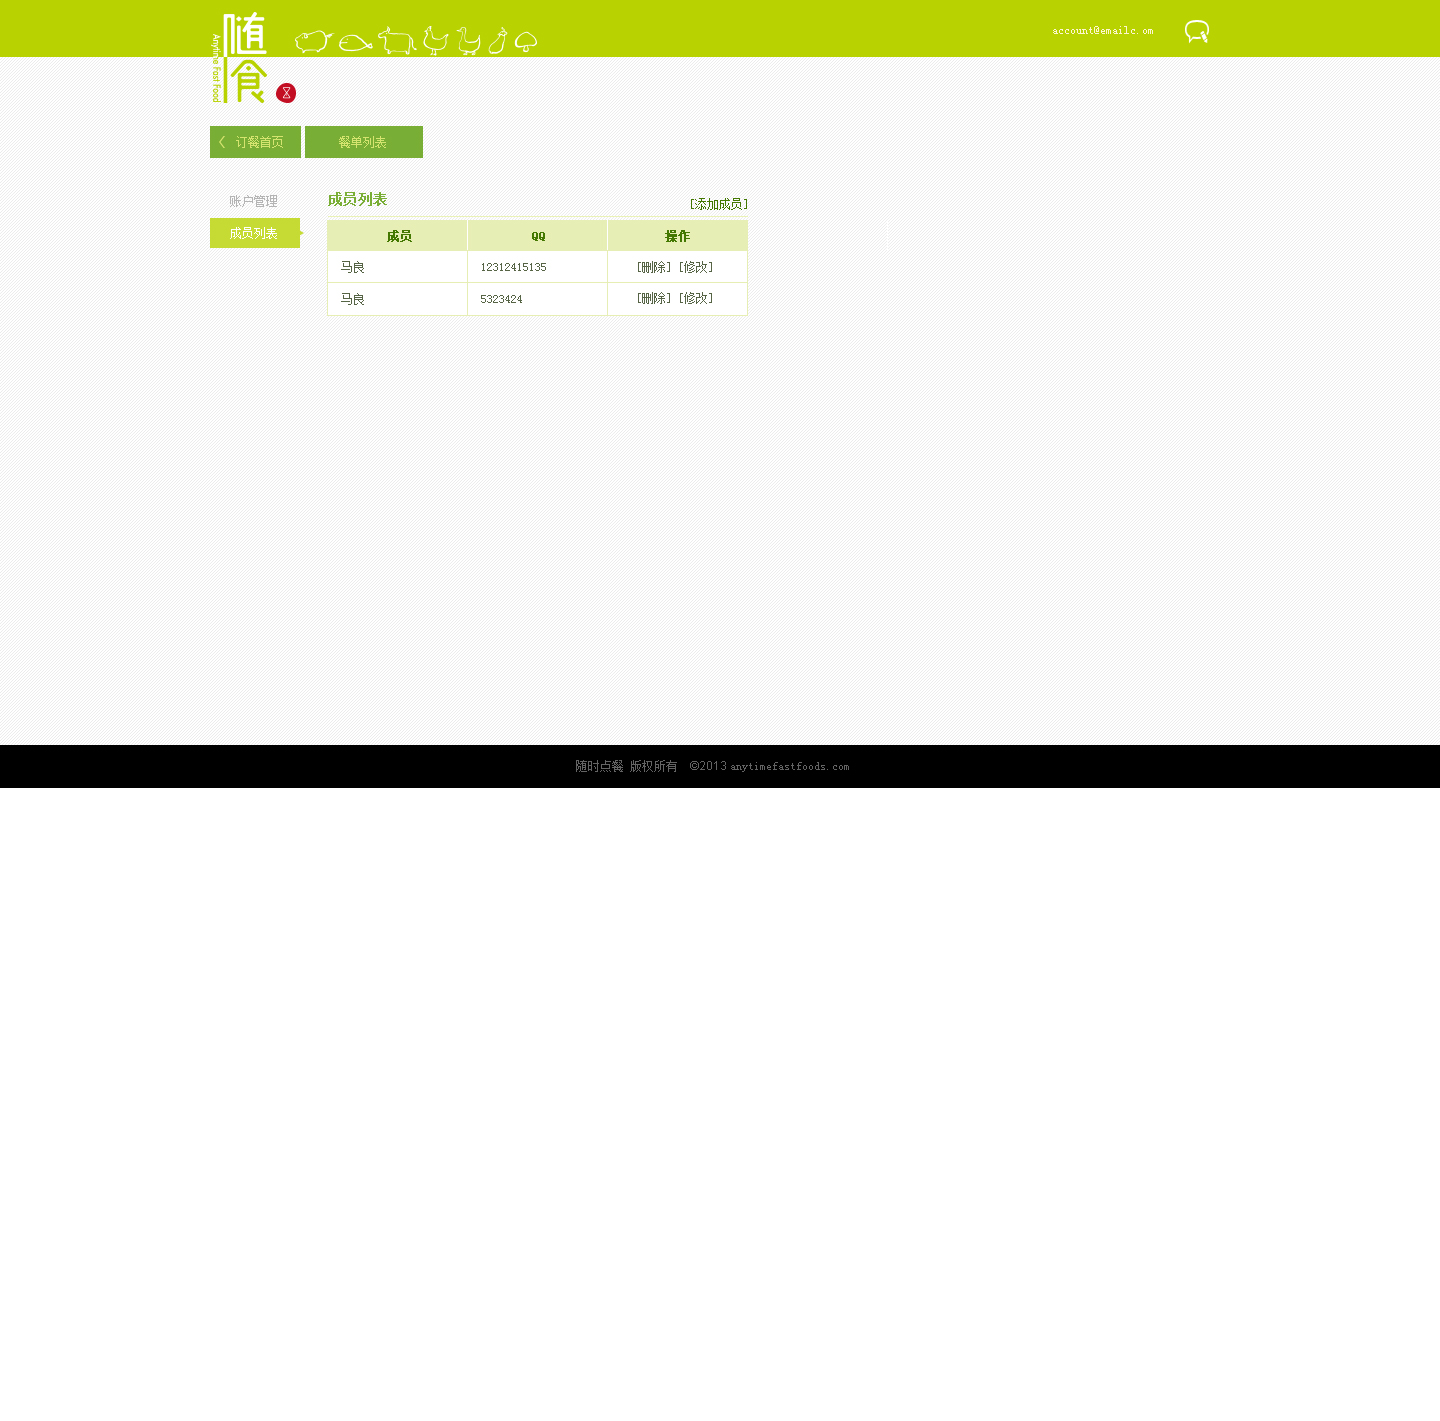 随食
Anytime Fast Food
account@emailc.om
订餐首页
餐单列表
账户管理
成员列表
成员列表
[添加成员]
成员 QQ 操作
马良 12312415135 [删除] [修改]
马良 5323424 [删除] [修改]
随时点餐 版权所有 ©2013 anytimefastfoods.com